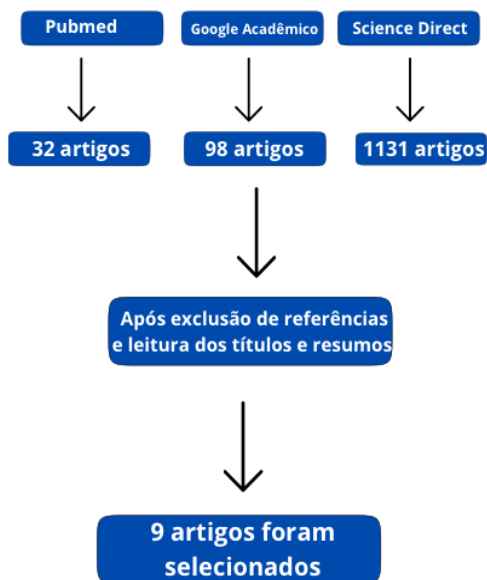 Pubmed
Google Acadêmico
Science Direct
32 artigos
98 artigos
1131 artigos
Após exclusão de referências
e leitura dos títulos e resumos
9 artigos foram
selecionados